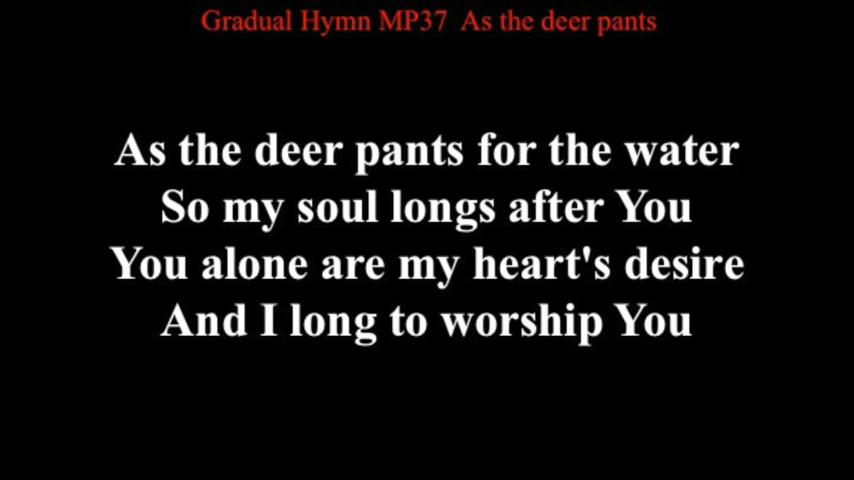 Gradual Hymn MP37 As the deer pants
As the deer pants for the water
So my soul longs after You
You alone are my heart's desire
And I long to worship You